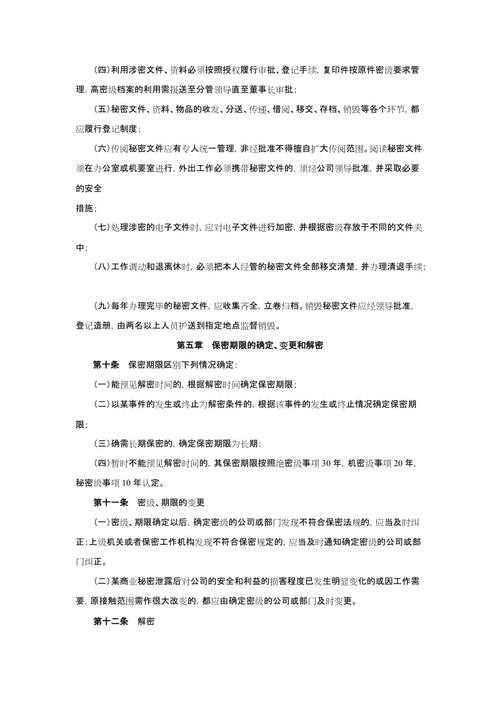 （四）利用涉密文件、资料必须按照授权履行审批、登记手续，复印件按原件密级要求管
理，高密级档案的利用需报送至分管领导直至董事长审批；
（五）秘密文件、资料、物品的收发、分送、传递、借阅、移交、存档、销毁等各个环节，都
应履行登记制度；
（六）传阅秘密文件应有专人统一管理，非经批准不得擅自扩大传阅范围。阅读秘密文件
须在办公室或机要室进行，外出工作必须携带秘密文件的，须经公司领导批准，并采取必要
的安全
措施；
（七）处理涉密的电子文件时，应对电子文件进行加密，并根据密级存放于不同的文件夹
中；
（八）工作调动和退离休时，必须把本人经管的秘密文件全部移交清楚，并办理清退手续；
（九）每年办理完毕的秘密文件，应收集齐全，立卷归档。销毁秘密文件应经领导批准，
登记造册，由两名以上人员护送到指定地点监督销毁。
第五章 保密期限的确定、变更和解密
第十条 保密期限区别下列情况确定：
（一）能预见解密时间的，根据解密时间确定保密期限；
（二）以某事件的发生或终止为解密条件的，根据该事件的发生或终止情况确定保密期
限；
（三）确需长期保密的，确定保密期限为长期；
（四）暂时不能预见解密时间的，其保密期限按照绝密级事项 30 年，机密级事项 20 年，
秘密级事项 10 年认定。
第十一条 密级、期限的变更
（一）密级、期限确定以后，确定密级的公司或部门发现不符合保密法规的，应当及时纠
正；上级机关或者保密工作机构发现不符合保密规定的，应当及时通知确定密级的公司或部
门纠正。
（二）某商业秘密泄露后对公司的安全和利益的损害程度已发生明显变化的或因工作需
要，原接触范围需作很大改变的，都应由确定密级的公司或部门及时变更。
第十二条 解密